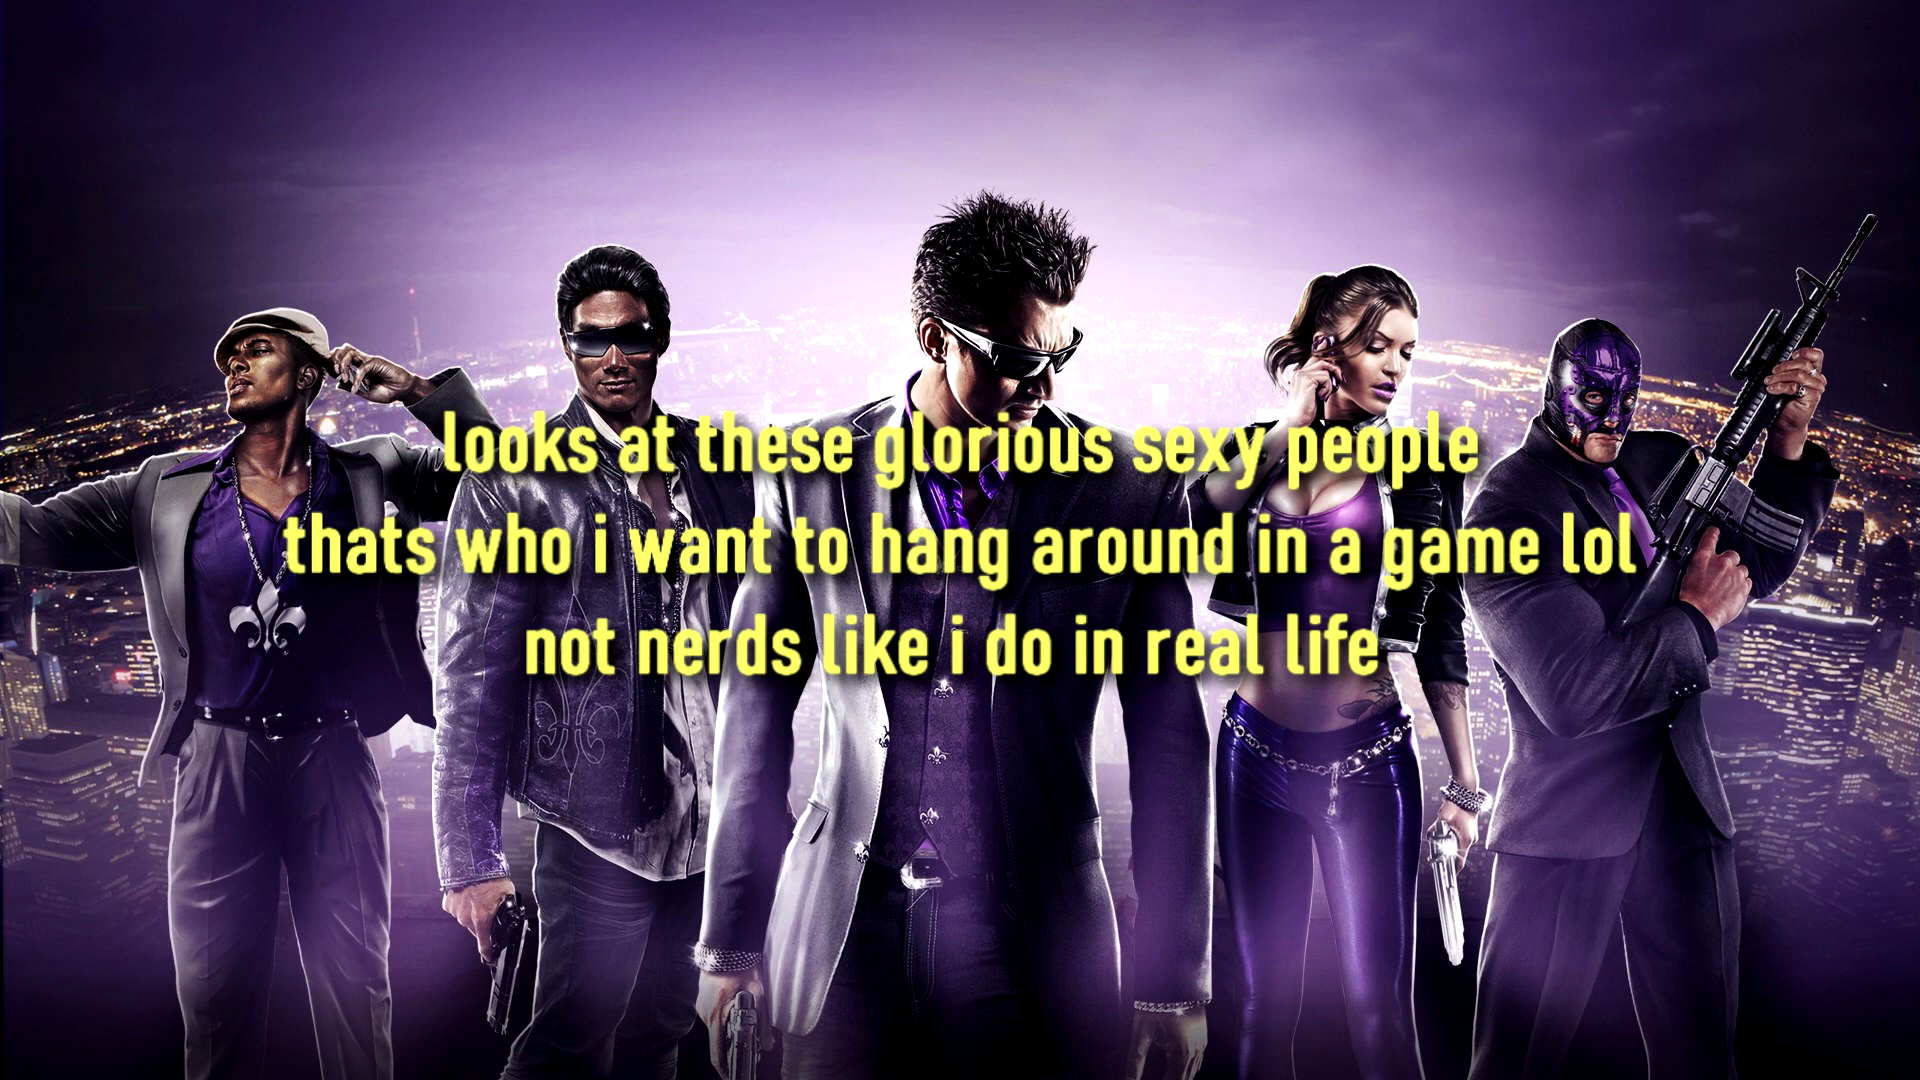 looks at these glorious sexy people
thats who i want to hang around in a game lol
not nerds like i do in real life